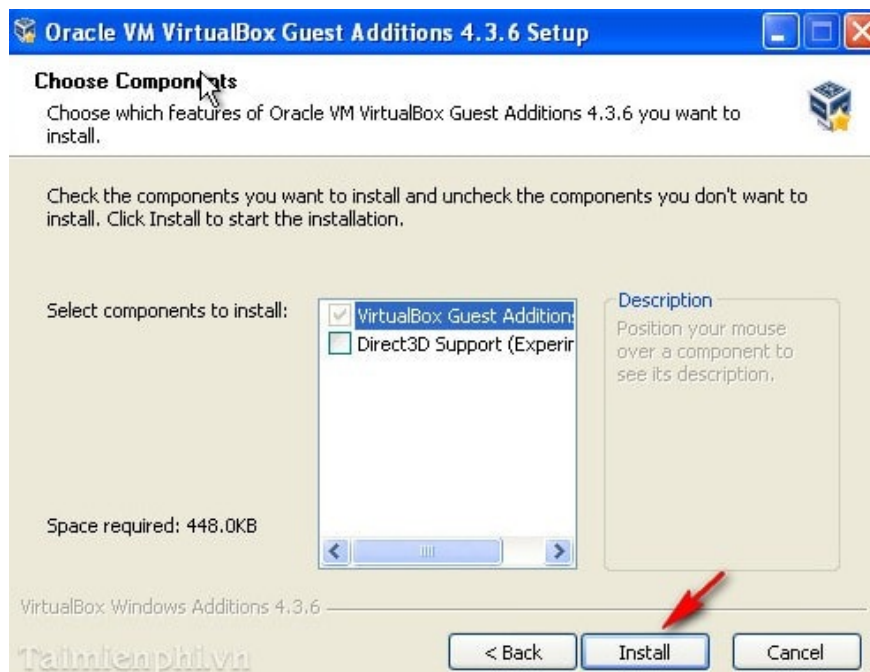 Oracle VM VirtualBox Guest Additions 4.3.6 Setup
Choose Components
Choose which features of Oracle VM VirtualBox Guest Additions 4.3.6 you want to
install.
Check the components you want to install and uncheck the components you don't want to
install. Click Install to start the installation.
Select components to install:
VirtualBox Guest Addition
Direct3D Support (Experir
Description
Position your mouse
over a component to
see its description.
Space required: 448.0KB
VirtualBox Windows Additions 4.3.6
Taimienphi.vn
< Back
Install
Cancel